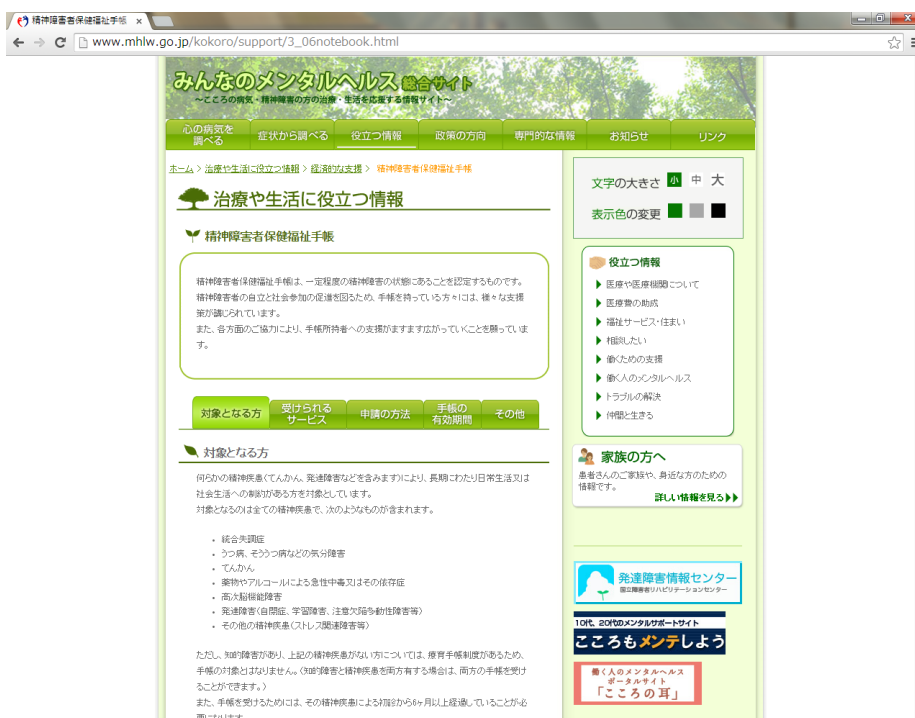 精神障害者保健福祉手帳
www.mhlw.go.jp/kokoro/support/3_06notebook.html
みんなのメンタルヘルス総合サイト
～こころの病気・精神障害の方の治療・生活を応援する情報サイト～
心の病気を調べる 症状から調べる 役立つ情報 政策の方向 専門的な情報 お知らせ リンク
ホーム > 治療や生活に役立つ情報 > 経済的な支援 > 精神障害者保健福祉手帳
治療や生活に役立つ情報
精神障害者保健福祉手帳
精神障害者保健福祉手帳は、一定程度の精神障害の状態にあることを認定するものです。
精神障害者の自立と社会参加の促進を図るため、手帳を持っている方々には、様々な支援
策が講じられています。
また、各方面のご協力により、手帳所持者への支援がますます広がっていくことを願っていま
す。
対象となる方 受けられるサービス 申請の方法 手帳の有効期間 その他
対象となる方
何らかの精神疾患(てんかん、発達障害などを含みます)により、長期にわたり日常生活又は
社会生活への制約がある方を対象としています。
対象となるのは全ての精神疾患で、次のようなものが含まれます。
・ 統合失調症
・ うつ病、そううつ病などの気分障害
・ てんかん
・ 薬物やアルコールによる急性中毒又はその依存症
・ 高次脳機能障害
・ 発達障害(自閉症、学習障害、注意欠陥多動性障害等)
・ その他の精神疾患(ストレス関連障害等)
ただし、知的障害があり、上記の精神疾患がない方については、療育手帳制度があるため、
手帳の対象とはなりません。(知的障害と精神疾患を両方有する場合は、両方の手帳を受け
ることができます。)
また、手帳を受けるためには、その精神疾患による初診から6ヶ月以上経過していることが必
要になります。
文字の大きさ 小 中 大
表示色の変更
役立つ情報
医療や医療機関について
医療費の助成
福祉サービス・住まい
相談したい
働くための支援
働く人のメンタルヘルス
トラブルの解決
仲間と生きる
家族の方へ
患者さんのご家族や、身近な方のための
情報です。
詳しい情報を見る
発達障害情報センター
国立障害者リハビリテーションセンター
10代、20代のメンタルサポートサイト
こころもメンテしよう
働く人のメンタルヘルス
ポータルサイト
「こころの耳」